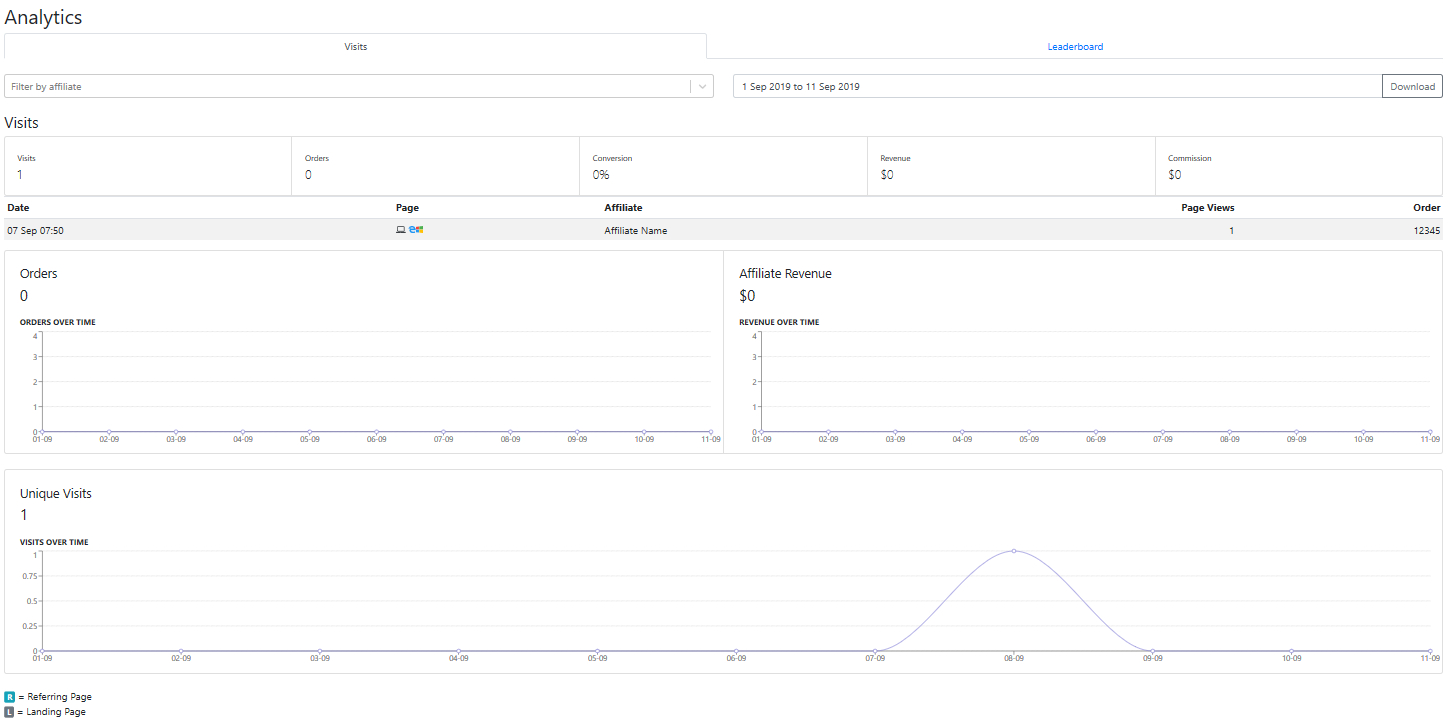 Analytics
Visits Leaderboard
Filter by affiliate 1 Sep 2019 to 11 Sep 2019 Download
Visits
Visits Orders Conversion Revenue Commission
1 0 0% $0 $0
Date Page Affiliate Page Views Order
07 Sep 07:50 Affiliate Name 1 12345
Orders Affiliate Revenue
0 $0
ORDERS OVER TIME REVENUE OVER TIME
4 4
3 3
2 2
1 1
0 0
01-09 02-09 03-09 04-09 05-09 06-09 07-09 08-09 09-09 10-09 11-09 01-09 02-09 03-09 04-09 05-09 06-09 07-09 08-09 09-09 10-09 11-09
Unique Visits
1
VISITS OVER TIME
1
0.75
0.5
0.25
0
01-09 02-09 03-09 04-09 05-09 06-09 07-09 08-09 09-09 10-09 11-09
R = Referring Page
L = Landing Page